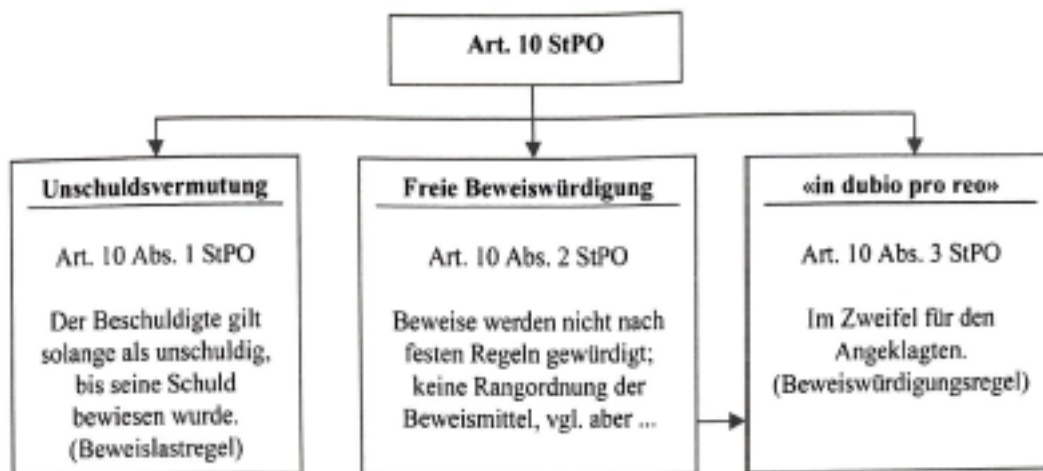 Art. 10 StPO
Unschuldsvermutung
Art. 10 Abs. 1 StPO
Der Beschuldigte gilt
solange als unschuldig,
bis seine Schuld
bewiesen wurde.
(Beweislastregel)
Freie Beweiswürdigung
Art. 10 Abs. 2 StPO
Beweise werden nicht nach
festen Regeln gewürdigt;
keine Rangordnung der
Beweismittel, vgl. aber ...
«in dubio pro reo»
Art. 10 Abs. 3 StPO
Im Zweifel für den
Angeklagten.
(Beweiswürdigungsregel)